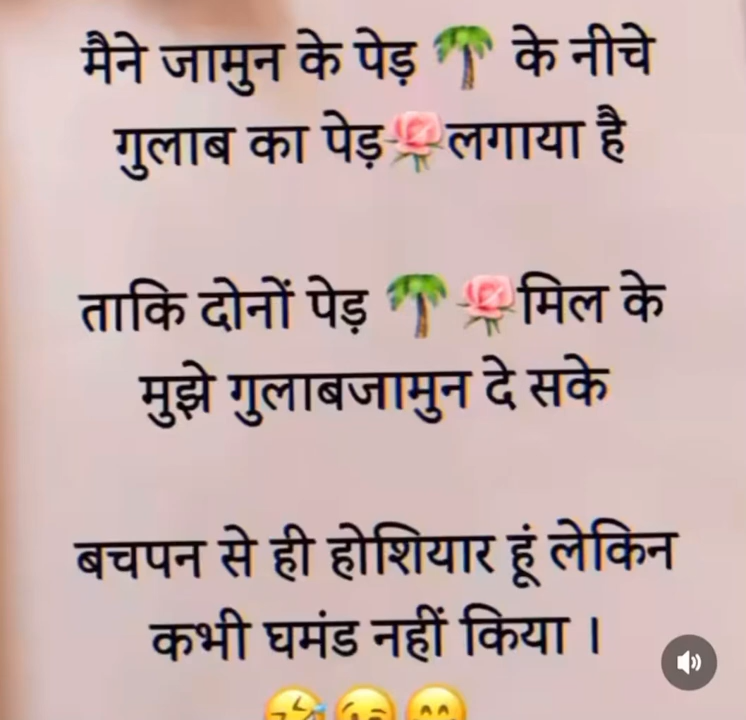 मैने जामुन के पेड़ 🌴 के नीचे
गुलाब का पेड़🌹लगाया है
ताकि दोनों पेड़ 🌴 🌹मिल के
मुझे गुलाबजामुन दे सके
बचपन से ही होशियार हूं लेकिन
कभी घमंड नहीं किया ।